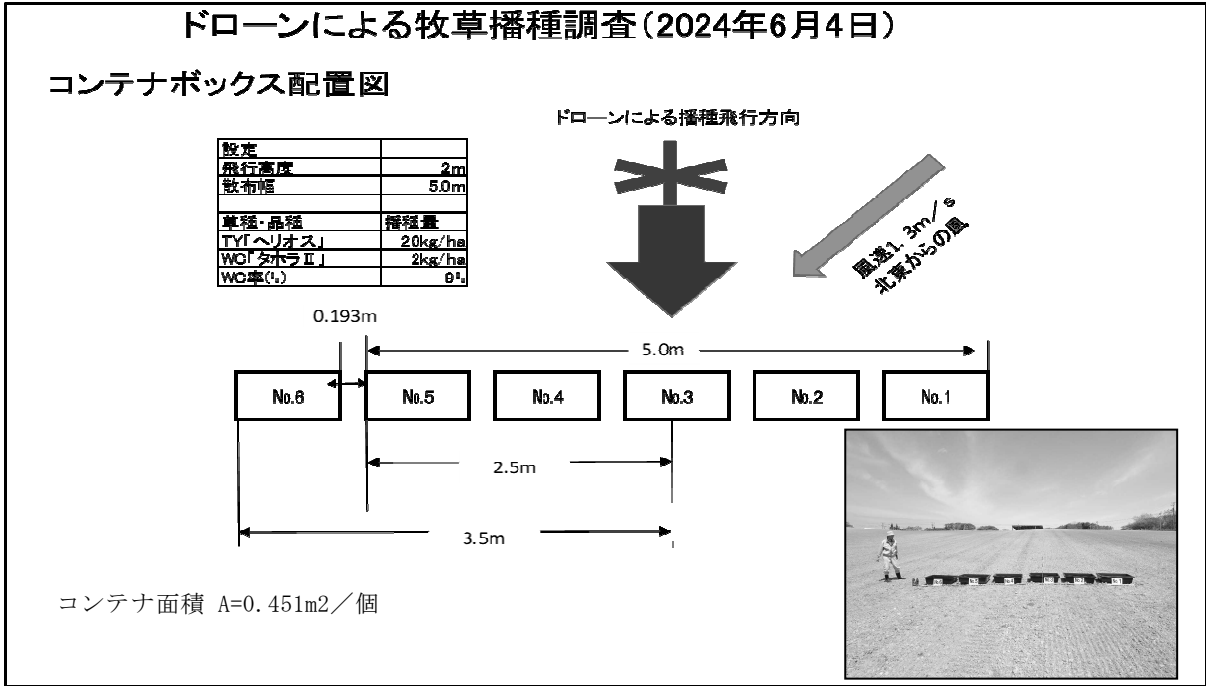 ドローンによる牧草播種調査（2024年6月4日）
コンテナボックス配置図
ドローンによる播種飛行方向
設定
飛行高度 2m
散布幅 5.0m
草種・品種 播種量
TY「ヘリオス」 20kg/ha
WC「タホラⅡ」 2kg/ha
WC率(%) 9%
風速1.3m／s
北東からの風
0.193m
5.0m
No.6 No.5 No.4 No.3 No.2 No.1
2.5m
3.5m
コンテナ面積 A=0.451m2／個